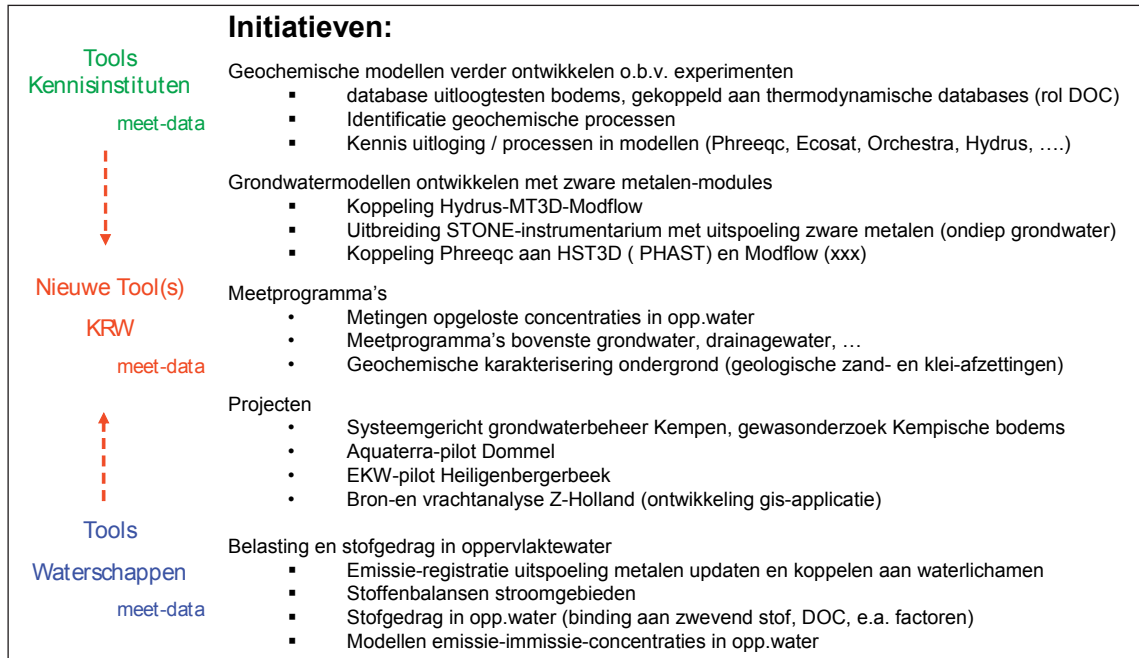 Initiatieven:
Tools
Kennisinstituten
meet-data
Nieuwe Tool(s)
KRW
meet-data
Tools
Waterschappen
meet-data
Geochemische modellen verder ontwikkelen o.b.v. experimenten
▪ database uitloogtesten bodems, gekoppeld aan thermodynamische databases (rol DOC)
▪ Identificatie geochemische processen
▪ Kennis uitloging / processen in modellen (Phreeqc, Ecosat, Orchestra, Hydrus, ….)
Grondwatermodellen ontwikkelen met zware metalen-modules
▪ Koppeling Hydrus-MT3D-Modflow
▪ Uitbreiding STONE-instrumentarium met uitspoeling zware metalen (ondiep grondwater)
▪ Koppeling Phreeqc aan HST3D ( PHAST) en Modflow (xxx)
Meetprogramma's
• Metingen opgeloste concentraties in opp.water
• Meetprogramma's bovenste grondwater, drainagewater, …
• Geochemische karakterisering ondergrond (geologische zand- en klei-afzettingen)
Projecten
• Systeemgericht grondwaterbeheer Kempen, gewasonderzoek Kempische bodems
• Aquaterra-pilot Dommel
• EKW-pilot Heiligenbergerbeek
• Bron-en vrachtanalyse Z-Holland (ontwikkeling gis-applicatie)
Belasting en stofgedrag in oppervlaktewater
▪ Emissie-registratie uitspoeling metalen updaten en koppelen aan waterlichamen
▪ Stoffenbalansen stroomgebieden
▪ Stofgedrag in opp.water (binding aan zwevend stof, DOC, e.a. factoren)
▪ Modellen emissie-immissie-concentraties in opp.water